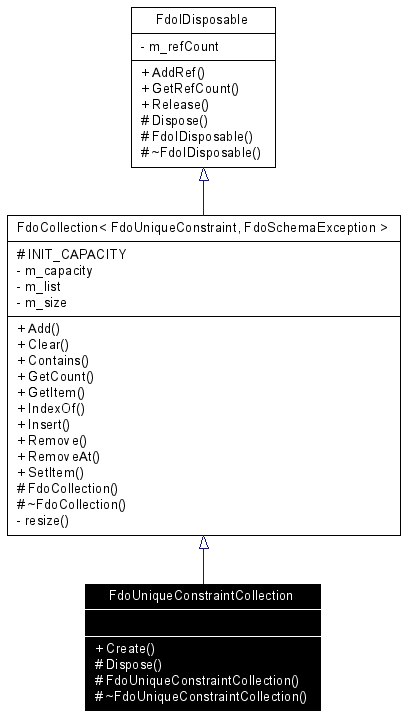 FdoIDisposable
- m_refCount
+ AddRef()
+ GetRefCount()
+ Release()
# Dispose()
# FdoIDisposable()
# ~FdoIDisposable()
FdoCollection< FdoUniqueConstraint, FdoSchemaException >
# INIT_CAPACITY
- m_capacity
- m_list
- m_size
+ Add()
+ Clear()
+ Contains()
+ GetCount()
+ GetItem()
+ IndexOf()
+ Insert()
+ Remove()
+ RemoveAt()
+ SetItem()
# FdoCollection()
# ~FdoCollection()
- resize()
FdoUniqueConstraintCollection
+ Create()
# Dispose()
# FdoUniqueConstraintCollection()
# ~FdoUniqueConstraintCollection()